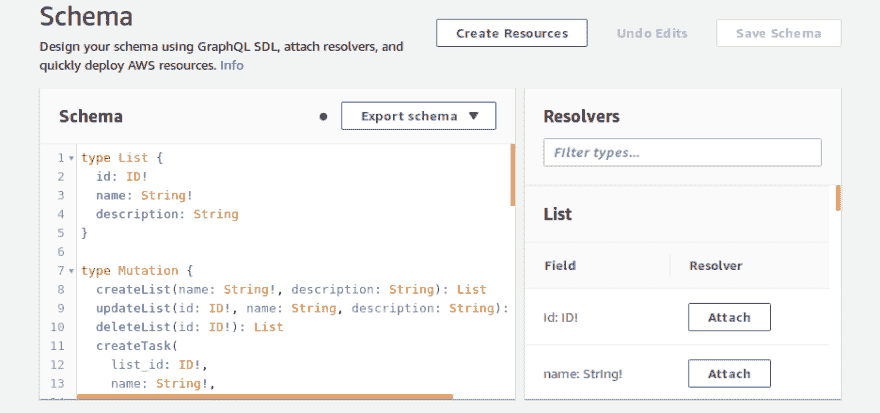 Schema
Design your schema using GraphQL SDL, attach resolvers, and
quickly deploy AWS resources. Info
Create Resources
Undo Edits
Save Schema
Schema
Export schema
1 type List {
2 id: ID!
3 name: String!
4 description: String
5 }
6
7 type Mutation {
8 createList(name: String!, description: String): List
9 updateList(id: ID!, name: String, description: String):
10 deleteList(id: ID!): List
11 createTask(
12 list_id: ID!,
13 name: String!,
Resolvers
Filter types...
List
Field Resolver
id: ID! Attach
name: String! Attach